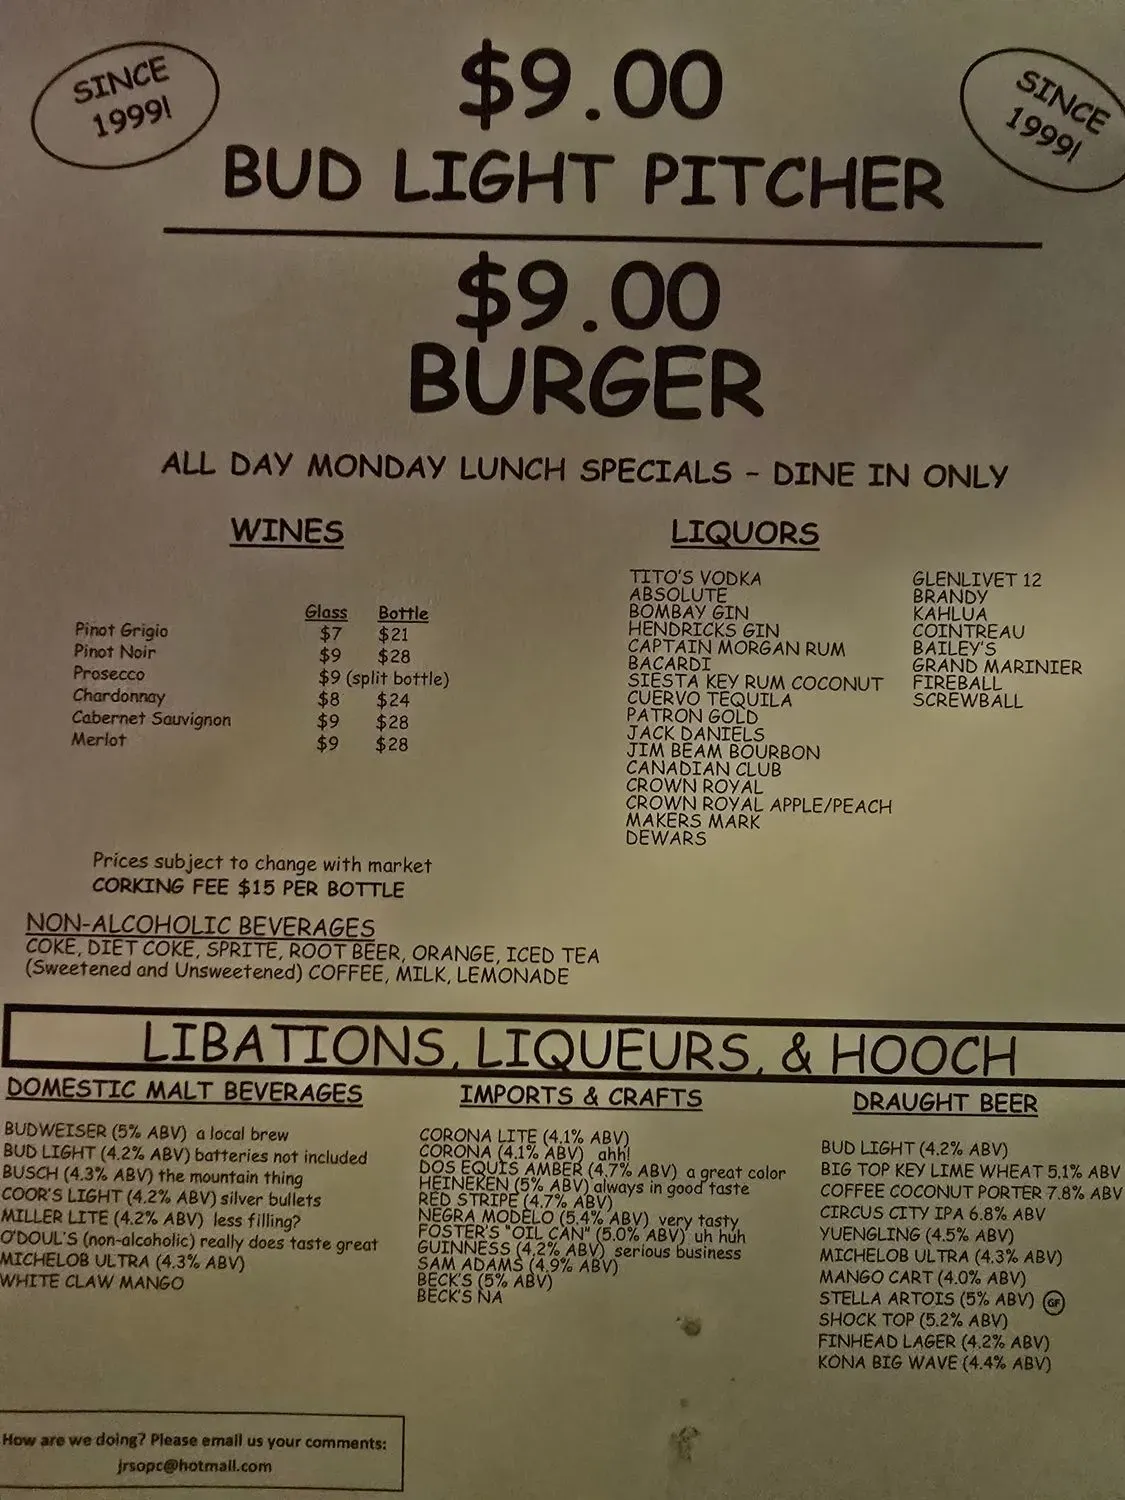 SINCE
1999!
$9.00
BUD LIGHT PITCHER
SINCE
1999!
$9.00
BURGER
ALL DAY MONDAY LUNCH SPECIALS - DINE IN ONLY
WINES
Glass Bottle
Pinot Grigio $7 $21
Pinot Noir $9 $28
Prosecco $9 (split bottle)
Chardonnay $8 $24
Cabernet Sauvignon $9 $28
Merlot $9 $28
Prices subject to change with market
CORKING FEE $15 PER BOTTLE
LIQUORS
TITO'S VODKA
ABSOLUTE
BOMBAY GIN
HENDRICKS GIN
CAPTAIN MORGAN RUM
BACARDI
SIESTA KEY RUM COCONUT
CUERVO TEQUILA
PATRON GOLD
JACK DANIELS
JIM BEAM BOURBON
CANADIAN CLUB
CROWN ROYAL
CROWN ROYAL APPLE/PEACH
MAKERS MARK
DEWARS
GLENLIVET 12
BRANDY
KAHLUA
COINTREAU
BAILEY'S
GRAND MARINIER
FIREBALL
SCREWBALL
NON-ALCOHOLIC BEVERAGES
COKE, DIET COKE, SPRITE, ROOT BEER, ORANGE, ICED TEA
(Sweetened and Unsweetened) COFFEE, MILK, LEMONADE
LIBATIONS, LIQUEURS, & HOOCH
DOMESTIC MALT BEVERAGES
BUDWEISER (5% ABV) a local brew
BUD LIGHT (4.2% ABV) batteries not included
BUSCH (4.3% ABV) the mountain thing
COOR'S LIGHT (4.2% ABV) silver bullets
MILLER LITE (4.2% ABV) less filling?
O'DOUL'S (non-alcoholic) really does taste great
MICHELOB ULTRA (4.3% ABV)
WHITE CLAW MANGO
IMPORTS & CRAFTS
CORONA LITE (4.1% ABV)
CORONA (4.1% ABV) ahh!
DOS EQUIS AMBER (4.7% ABV) a great color
HEINEKEN (5% ABV) always in good taste
RED STRIPE (4.7% ABV)
NEGRA MODELO (5.4% ABV) very tasty
FOSTER'S "OIL CAN" (5.0% ABV) uh huh
GUINNESS (4.2% ABV) serious business
SAM ADAMS (4.9% ABV)
BECK'S (5% ABV)
BECK'S NA
DRAUGHT BEER
BUD LIGHT (4.2% ABV)
BIG TOP KEY LIME WHEAT 5.1% ABV
COFFEE COCONUT PORTER 7.8% ABV
CIRCUS CITY IPA 6.8% ABV
YUENGLING (4.5% ABV)
MICHELOB ULTRA (4.3% ABV)
MANGO CART (4.0% ABV)
STELLA ARTOIS (5% ABV) GF
SHOCK TOP (5.2% ABV)
FINHEAD LAGER (4.2% ABV)
KONA BIG WAVE (4.4% ABV)
How are we doing? Please email us your comments:
jrsopc@hotmail.com